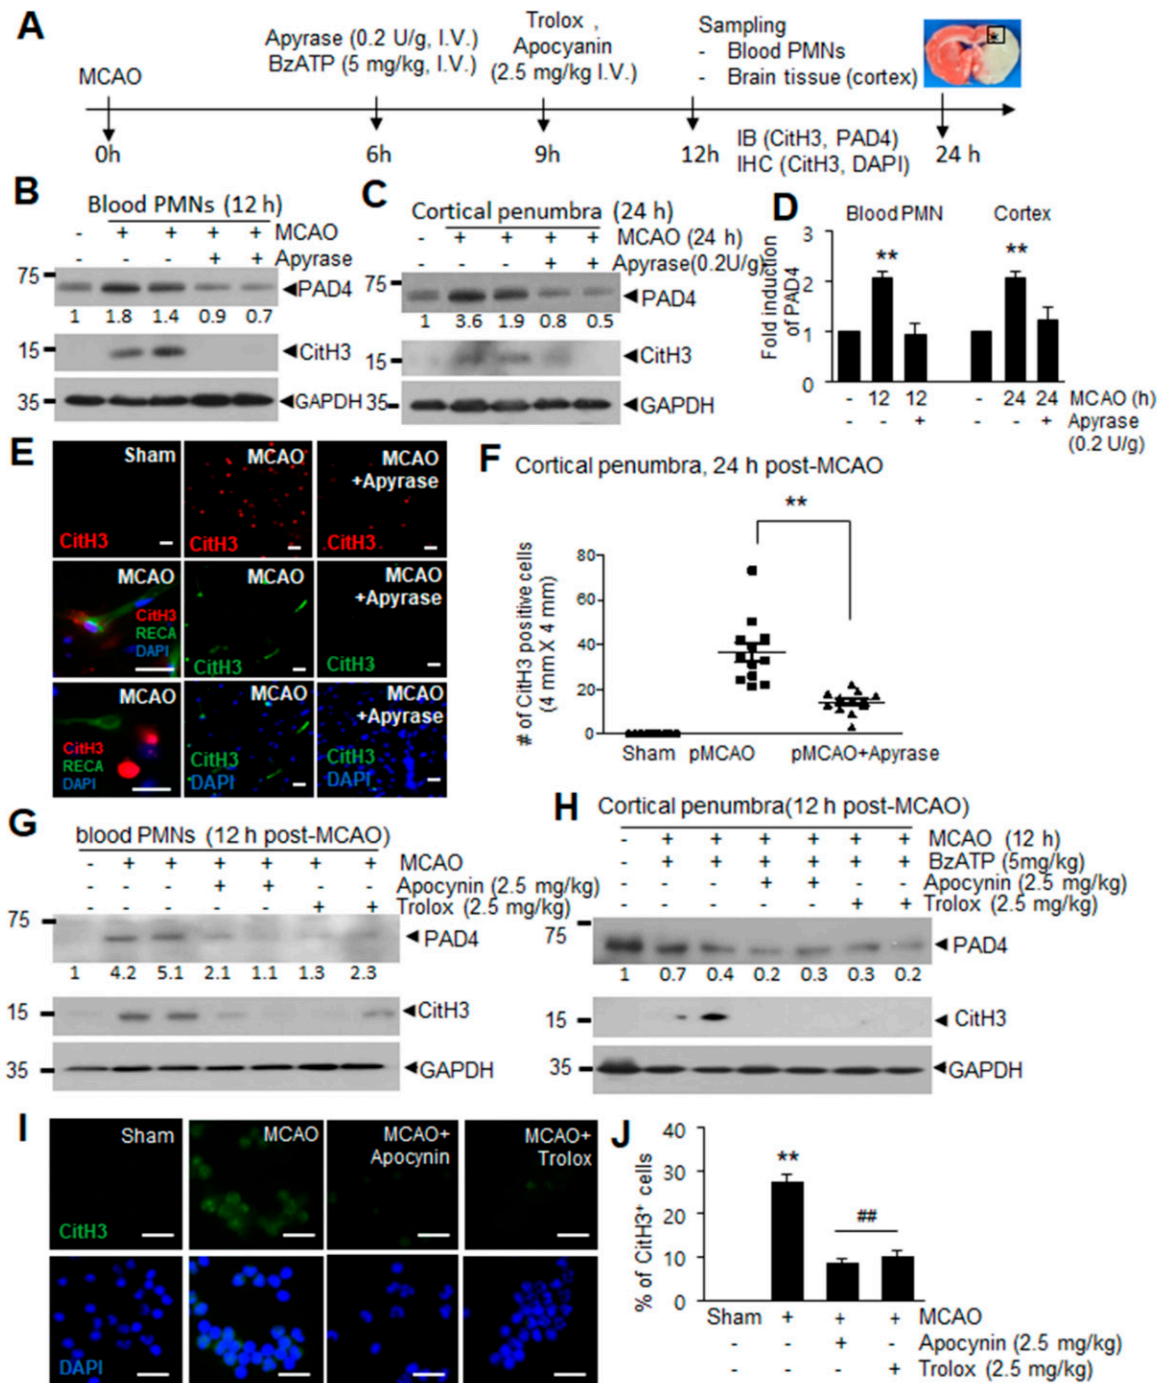 A
MCAO
Apyrase (0.2 U/g, I.V.)
BzATP (5 mg/kg, I.V.)
Trolox ,
Apocyanin
(2.5 mg/kg I.V.)
Sampling
- Blood PMNs
- Brain tissue (cortex)
*
0h
6h
9h
12h
IB (CitH3, PAD4)
IHC (CitH3, DAPI)
24 h
B
Blood PMNs (12 h)
- + + + + MCAO
- - - + + Apyrase
75
PAD4
1 1.8 1.4 0.9 0.7
15
CitH3
35
GAPDH
C
Cortical penumbra (24 h)
- + + + + MCAO (24 h)
- - - + + Apyrase(0.2U/g)
75
PAD4
1 3.6 1.9 0.8 0.5
15
CitH3
35
GAPDH
D
Blood PMN Cortex
Fold induction
of PAD4
3
2
1
0
** **
- 12 12 - 24 24 MCAO (h)
- - + - - + Apyrase
(0.2 U/g)
E
Sham
CitH3
MCAO
CitH3
MCAO
+Apyrase
CitH3
MCAO
CitH3
RECA
DAPI
MCAO
CitH3
MCAO
+Apyrase
CitH3
MCAO
CitH3
RECA
DAPI
MCAO
CitH3
DAPI
MCAO
+Apyrase
CitH3
DAPI
F
Cortical penumbra, 24 h post-MCAO
**
# of CitH3 positive cells
(4 mm X 4 mm)
80
60
40
20
0
Sham pMCAO pMCAO+Apyrase
G
blood PMNs (12 h post-MCAO)
- + + + + + + MCAO
- - - + + - - Apocynin (2.5 mg/kg)
- - - - - + + Trolox (2.5 mg/kg)
75
PAD4
1 4.2 5.1 2.1 1.1 1.3 2.3
15
CitH3
35
GAPDH
H
Cortical penumbra(12 h post-MCAO)
- + + + + + + MCAO (12 h)
- + + + + + + BzATP (5mg/kg)
- - - + + - - Apocynin (2.5 mg/kg)
- - - - - + + Trolox (2.5 mg/kg)
75
PAD4
1 0.7 0.4 0.2 0.3 0.3 0.2
15
CitH3
35
GAPDH
I
Sham
CitH3
MCAO
MCAO+
Apocynin
MCAO+
Trolox
DAPI
J
% of CitH3+ cells
40
30
20
10
0
**
##
Sham + + + MCAO
- - + - Apocynin (2.5 mg/kg)
- - - + Trolox (2.5 mg/kg)